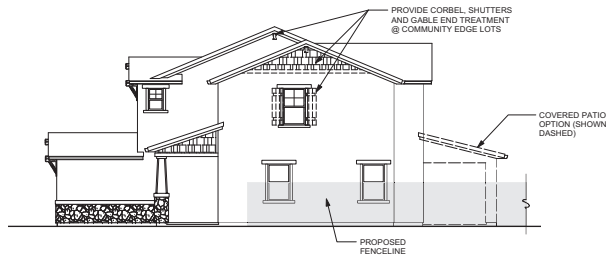 PROVIDE CORBEL, SHUTTERS
AND GABLE END TREATMENT
@ COMMUNITY EDGE LOTS
COVERED PATIO
OPTION (SHOWN
DASHED)
PROPOSED
FENCELINE